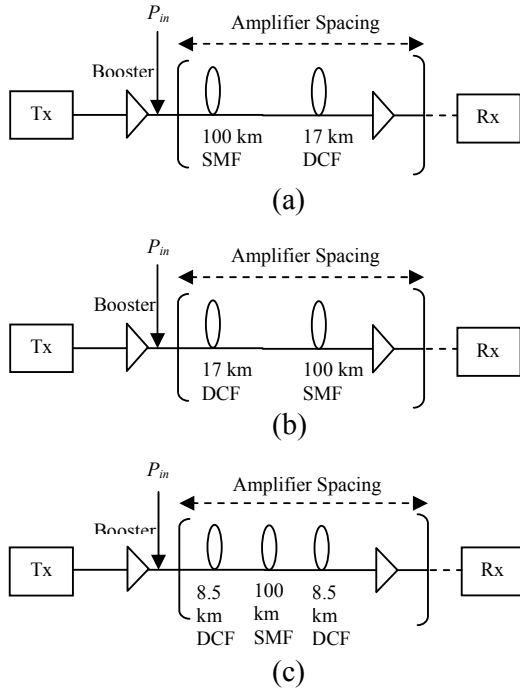 P_in
Amplifier Spacing
Booster
Tx
Rx
100 km
SMF
17 km
DCF
(a)
P_in
Amplifier Spacing
Booster
Tx
Rx
17 km
DCF
100 km
SMF
(b)
P_in
Amplifier Spacing
Booster
Tx
Rx
8.5
km
DCF
100
km
SMF
8.5
km
DCF
(c)